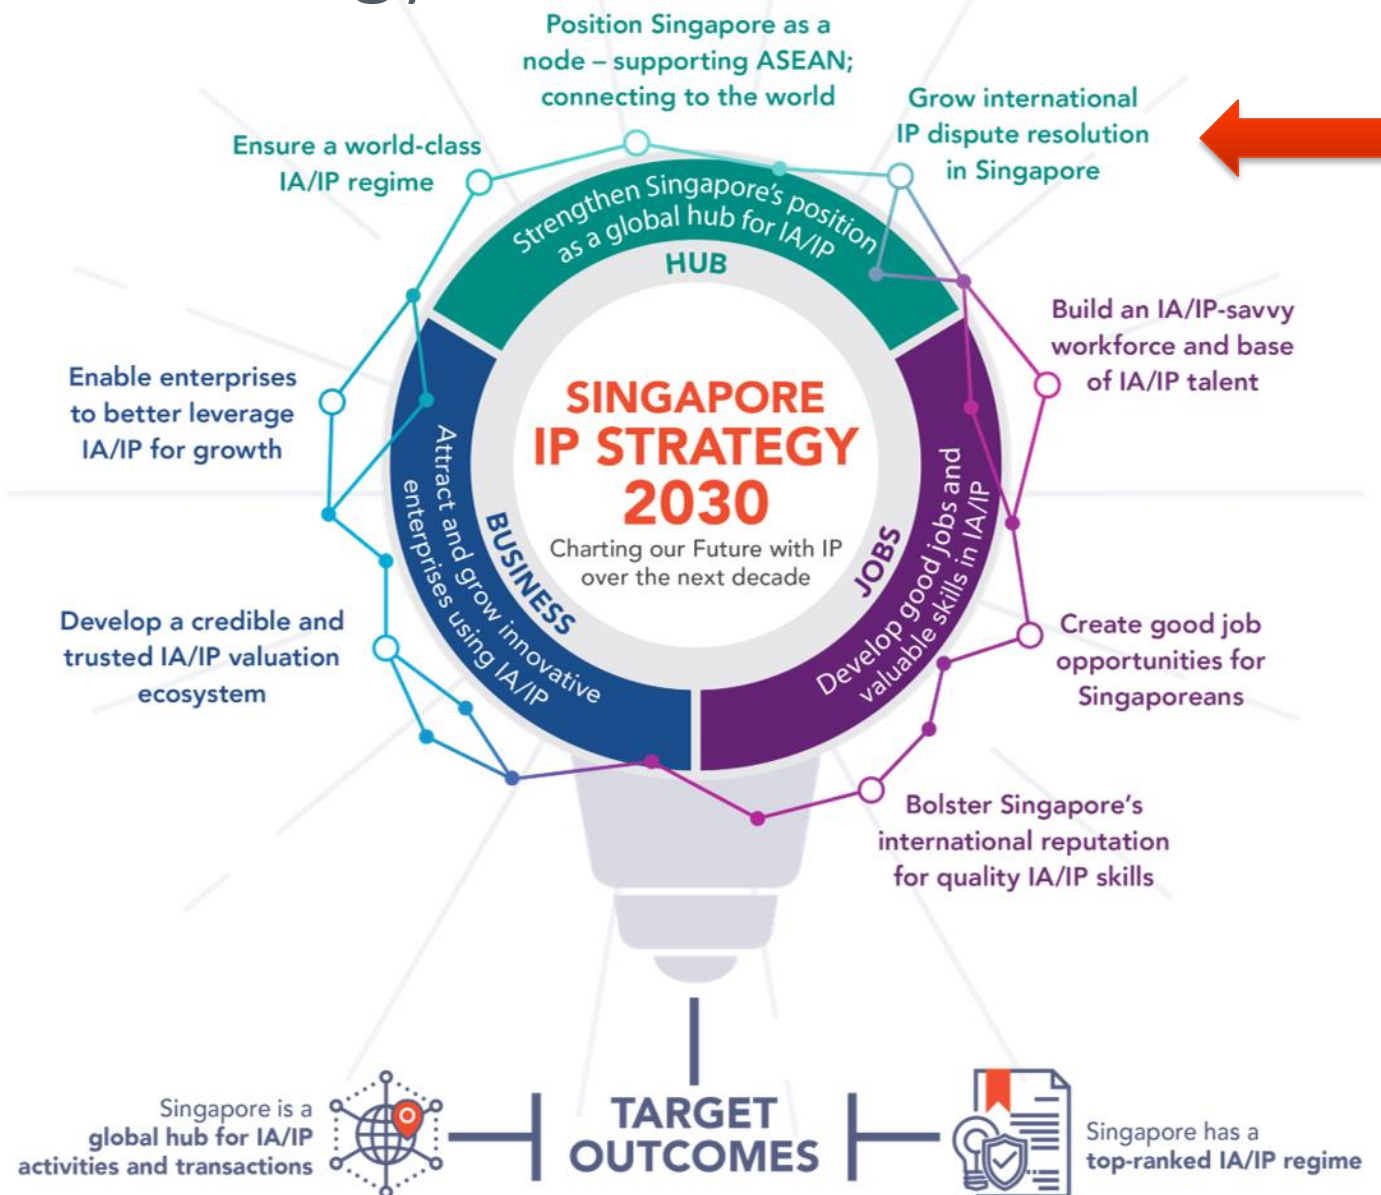 Position Singapore as a
node – supporting ASEAN;
connecting to the world
Grow international
IP dispute resolution
in Singapore
Ensure a world-class
IA/IP regime
Strengthen Singapore's position
as a global hub for IA/IP
HUB
Build an IA/IP-savvy
workforce and base
of IA/IP talent
Enable enterprises
to better leverage
IA/IP for growth
SINGAPORE
IP STRATEGY
2030
Charting our Future with IP
over the next decade
Attract and grow innovative
enterprises using IA/IP
BUSINESS
JOBS
Develop good jobs and
valuable skills in IA/IP
Develop a credible and
trusted IA/IP valuation
ecosystem
Create good job
opportunities for
Singaporeans
Bolster Singapore's
international reputation
for quality IA/IP skills
TARGET
OUTCOMES
Singapore is a
global hub for IA/IP
activities and transactions
Singapore has a
top-ranked IA/IP regime